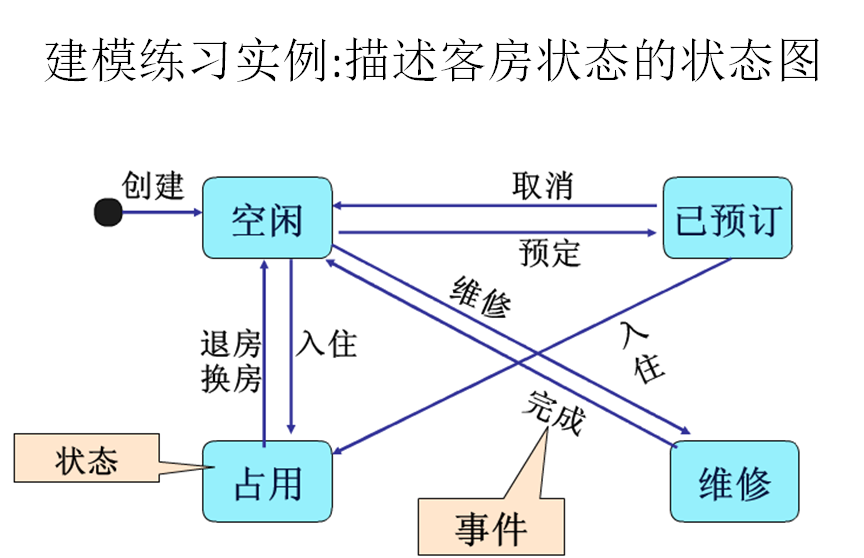 建模练习实例:描述客房状态的状态图
创建
空闲
取消
已预订
预定
维修
退房
换房
入住
入
住
完成
状态
占用
维修
事件